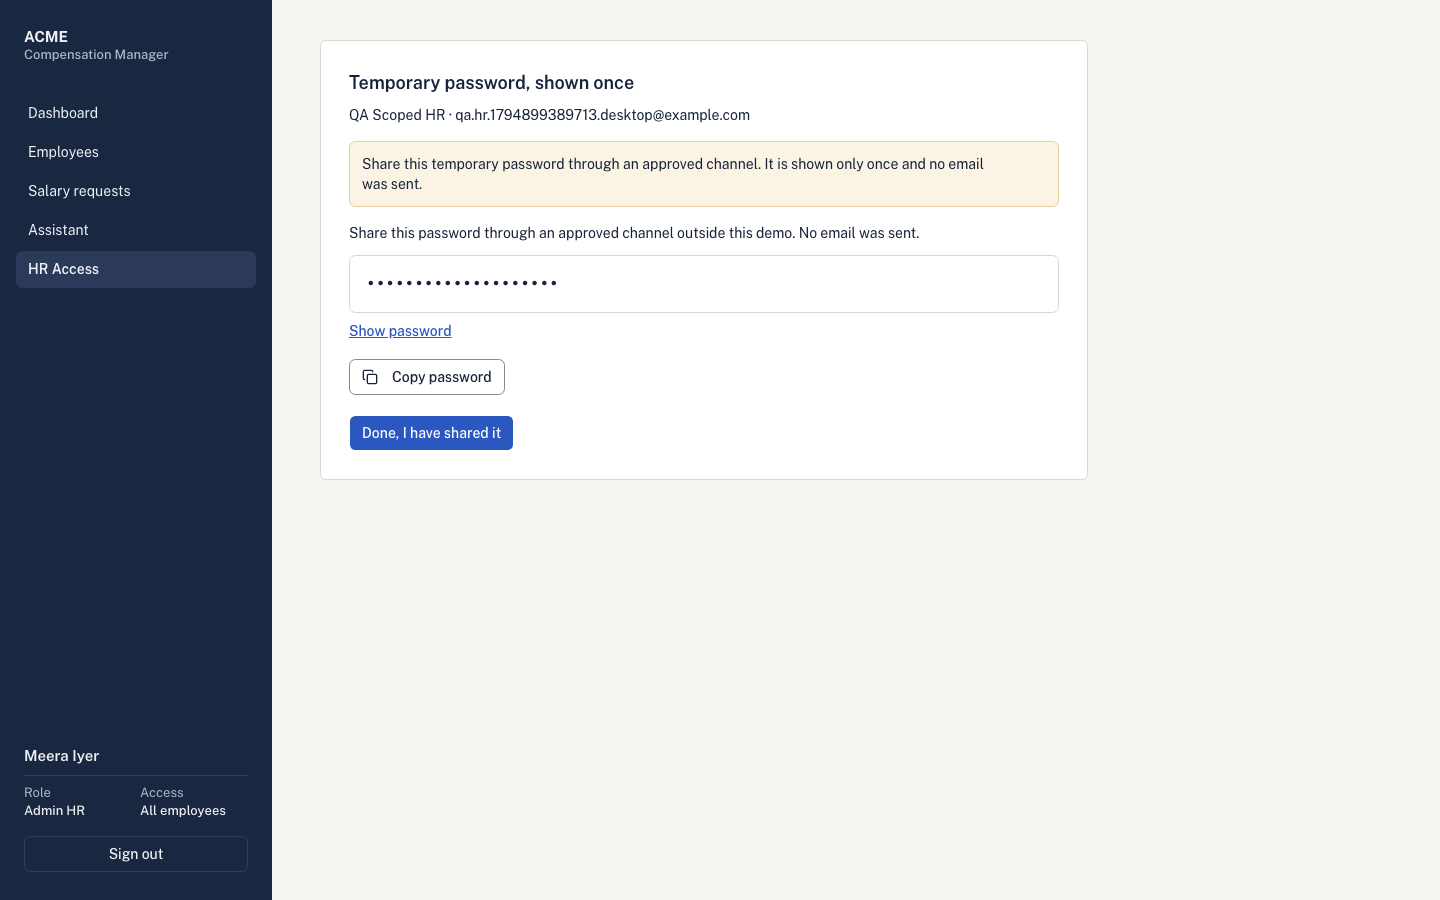 ACME
Compensation Manager
Dashboard
Employees
Salary requests
Assistant
HR Access
Meera Iyer
Role
Admin HR
Access
All employees
Sign out
Temporary password, shown once
QA Scoped HR · qa.hr.1794899389713.desktop@example.com
Share this temporary password through an approved channel. It is shown only once and no email
was sent.
Share this password through an approved channel outside this demo. No email was sent.
••••••••••••••••••••
Show password
Copy password
Done, I have shared it